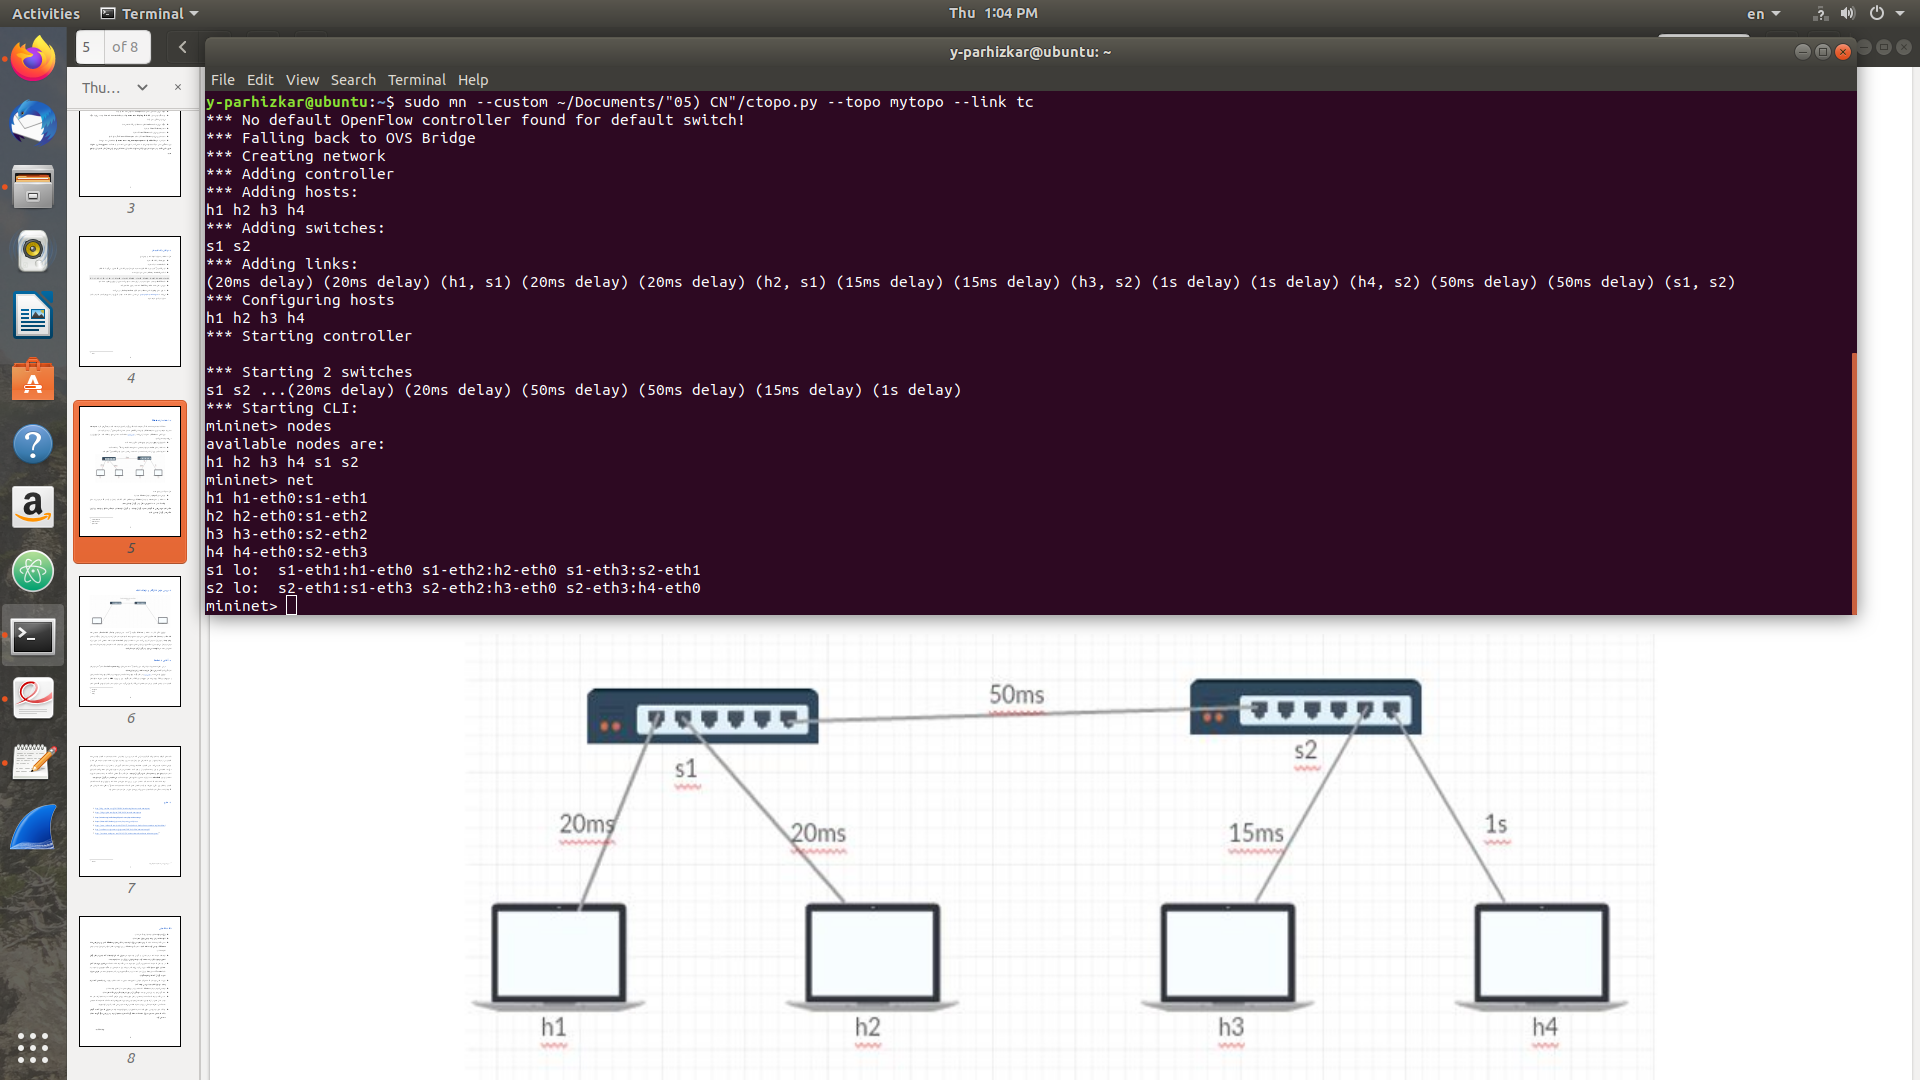 Activities
Terminal
Thu 1:04 PM
en
5 of 8
y-parhizkar@ubuntu: ~
Thu...
File Edit View Search Terminal Help
y-parhizkar@ubuntu:~$ sudo mn --custom ~/Documents/"05) CN"/ctopo.py --topo mytopo --link tc
*** No default OpenFlow controller found for default switch!
*** Falling back to OVS Bridge
*** Creating network
*** Adding controller
*** Adding hosts:
h1 h2 h3 h4
*** Adding switches:
s1 s2
*** Adding links:
(20ms delay) (20ms delay) (h1, s1) (20ms delay) (20ms delay) (h2, s1) (15ms delay) (15ms delay) (h3, s2) (1s delay) (1s delay) (h4, s2) (50ms delay) (50ms delay) (s1, s2)
*** Configuring hosts
h1 h2 h3 h4
*** Starting controller
*** Starting 2 switches
s1 s2 ...(20ms delay) (20ms delay) (50ms delay) (50ms delay) (15ms delay) (1s delay)
*** Starting CLI:
mininet> nodes
available nodes are:
h1 h2 h3 h4 s1 s2
mininet> net
h1 h1-eth0:s1-eth1
h2 h2-eth0:s1-eth2
h3 h3-eth0:s2-eth2
h4 h4-eth0:s2-eth3
s1 lo:  s1-eth1:h1-eth0 s1-eth2:h2-eth0 s1-eth3:s2-eth1
s2 lo:  s2-eth1:s1-eth3 s2-eth2:h3-eth0 s2-eth3:h4-eth0
mininet>
3
4
5
6
7
8
50ms
s1
s2
20ms
20ms
15ms
1s
h1
h2
h3
h4